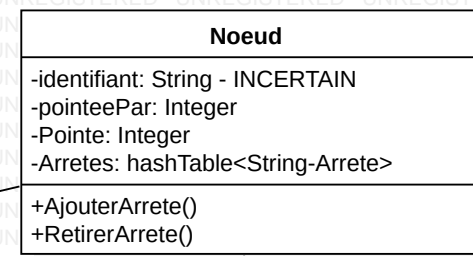 Noeud
-identifiant: String - INCERTAIN
-pointeePar: Integer
-Pointe: Integer
-Arretes: hashTable<String-Arrete>
+AjouterArrete()
+RetirerArrete()